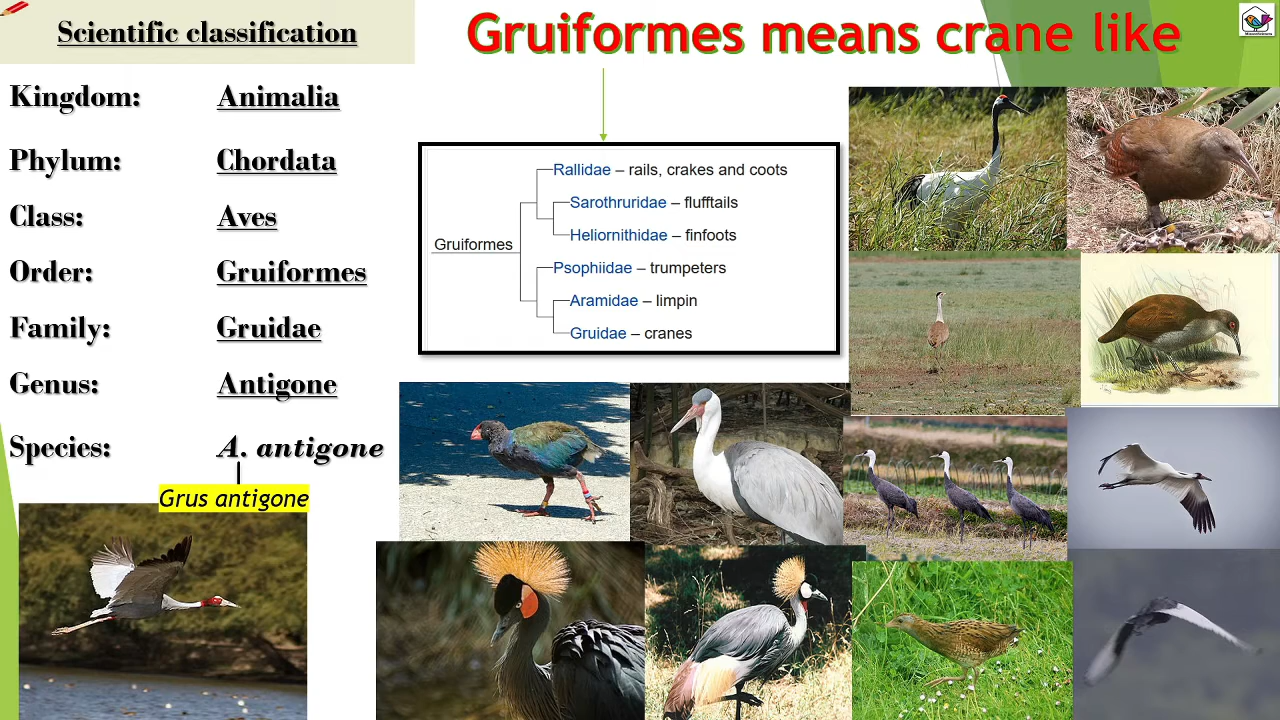 Scientific classification
Gruiformes means crane like
Kingdom: Animalia
Phylum: Chordata
Class: Aves
Order: Gruiformes
Family: Gruidae
Genus: Antigone
Species: A. antigone
Grus antigone
Gruiformes
Rallidae – rails, crakes and coots
Sarothruridae – flufftails
Heliornithidae – finfoots
Psophiidae – trumpeters
Aramidae – limpin
Gruidae – cranes